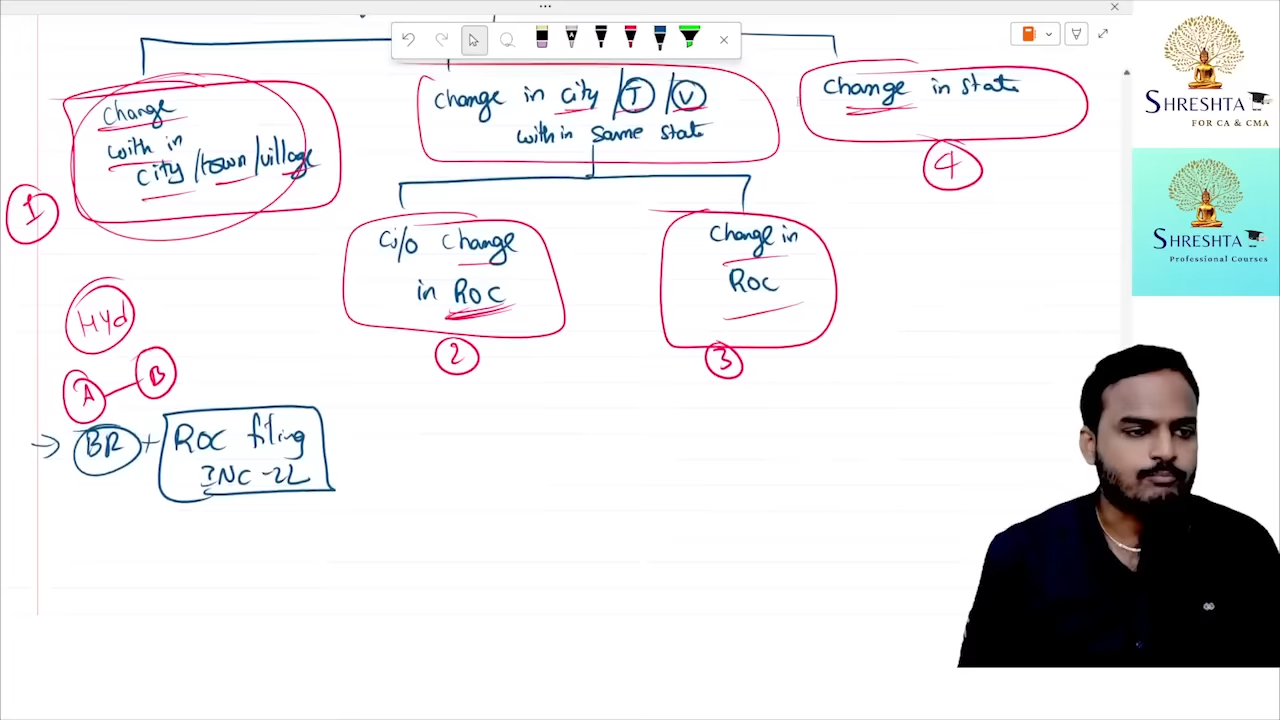 change
with in
city /town /village
1
change in city / T / V
with in same state
change in state
4
w/o change
in ROC
2
change in
ROC
3
Hyd
A
B
→ BR + ROC filing
INC-22
SHRESHTA
FOR CA & CMA
SHRESHTA
Professional Courses